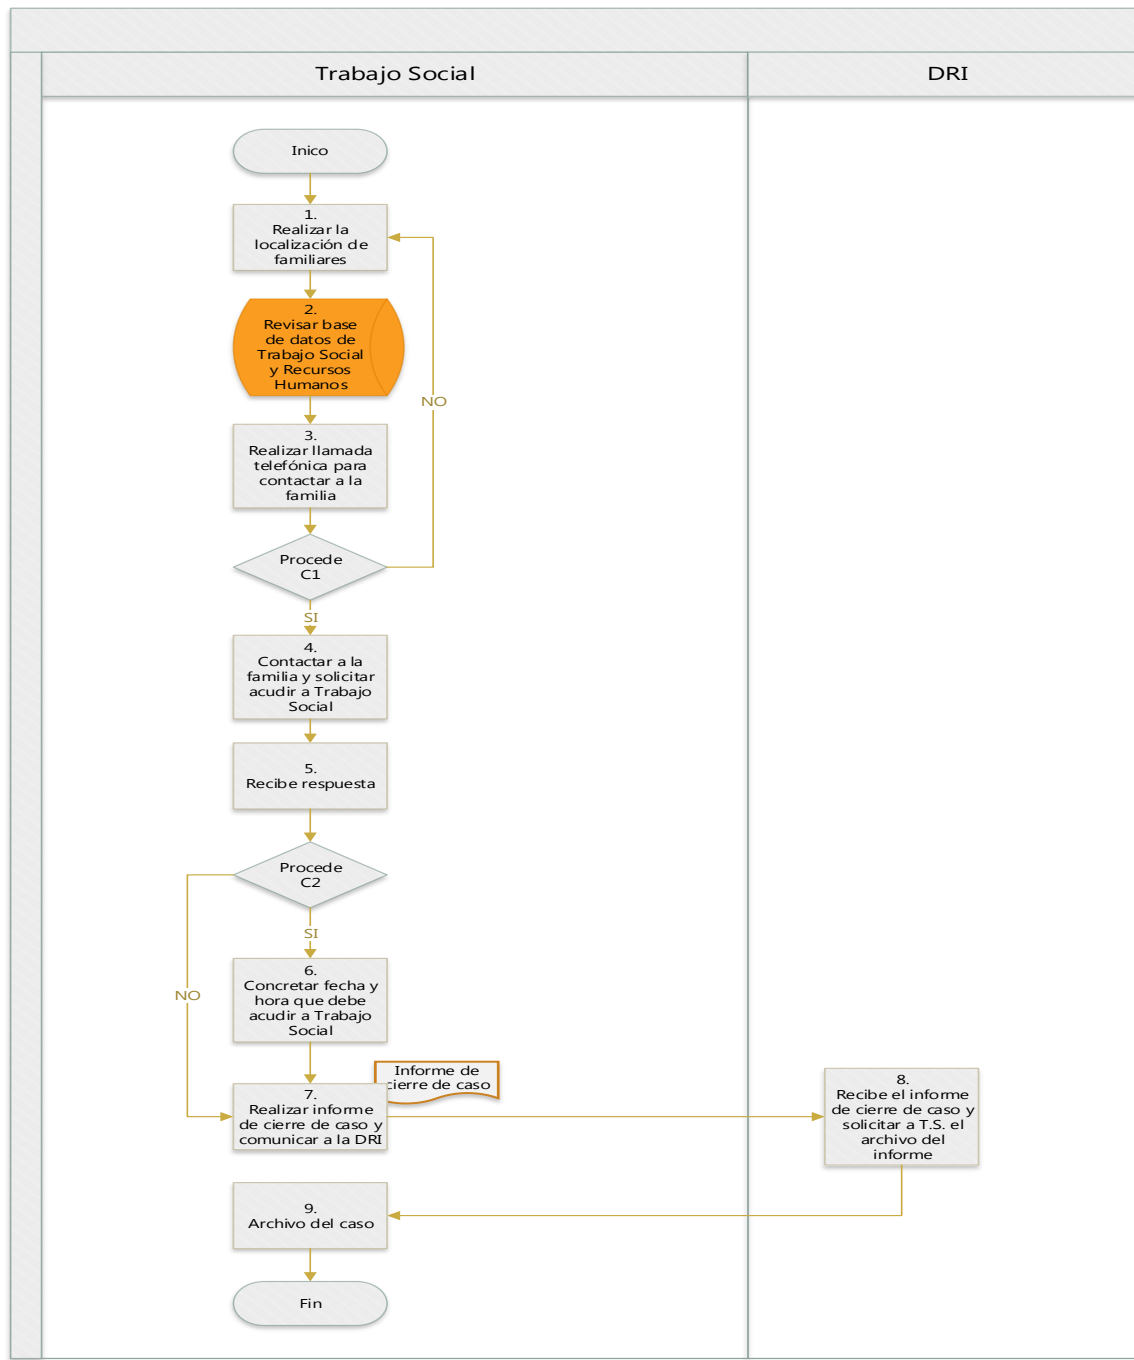 Trabajo Social
DRI
Inico
1.
Realizar la
localización de
familiares
2.
Revisar base
de datos de
Trabajo Social
y Recursos
Humanos
NO
3.
Realizar llamada
telefónica para
contactar a la
familia
Procede
C1
SI
4.
Contactar a la
familia y solicitar
acudir a Trabajo
Social
5.
Recibe respuesta
Procede
C2
SI
NO
6.
Concretar fecha y
hora que debe
acudir a Trabajo
Social
Informe de
cierre de caso
7.
Realizar informe
de cierre de caso y
comunicar a la DRI
8.
Recibe el informe
de cierre de caso y
solicitar a T.S. el
archivo del
informe
9.
Archivo del caso
Fin